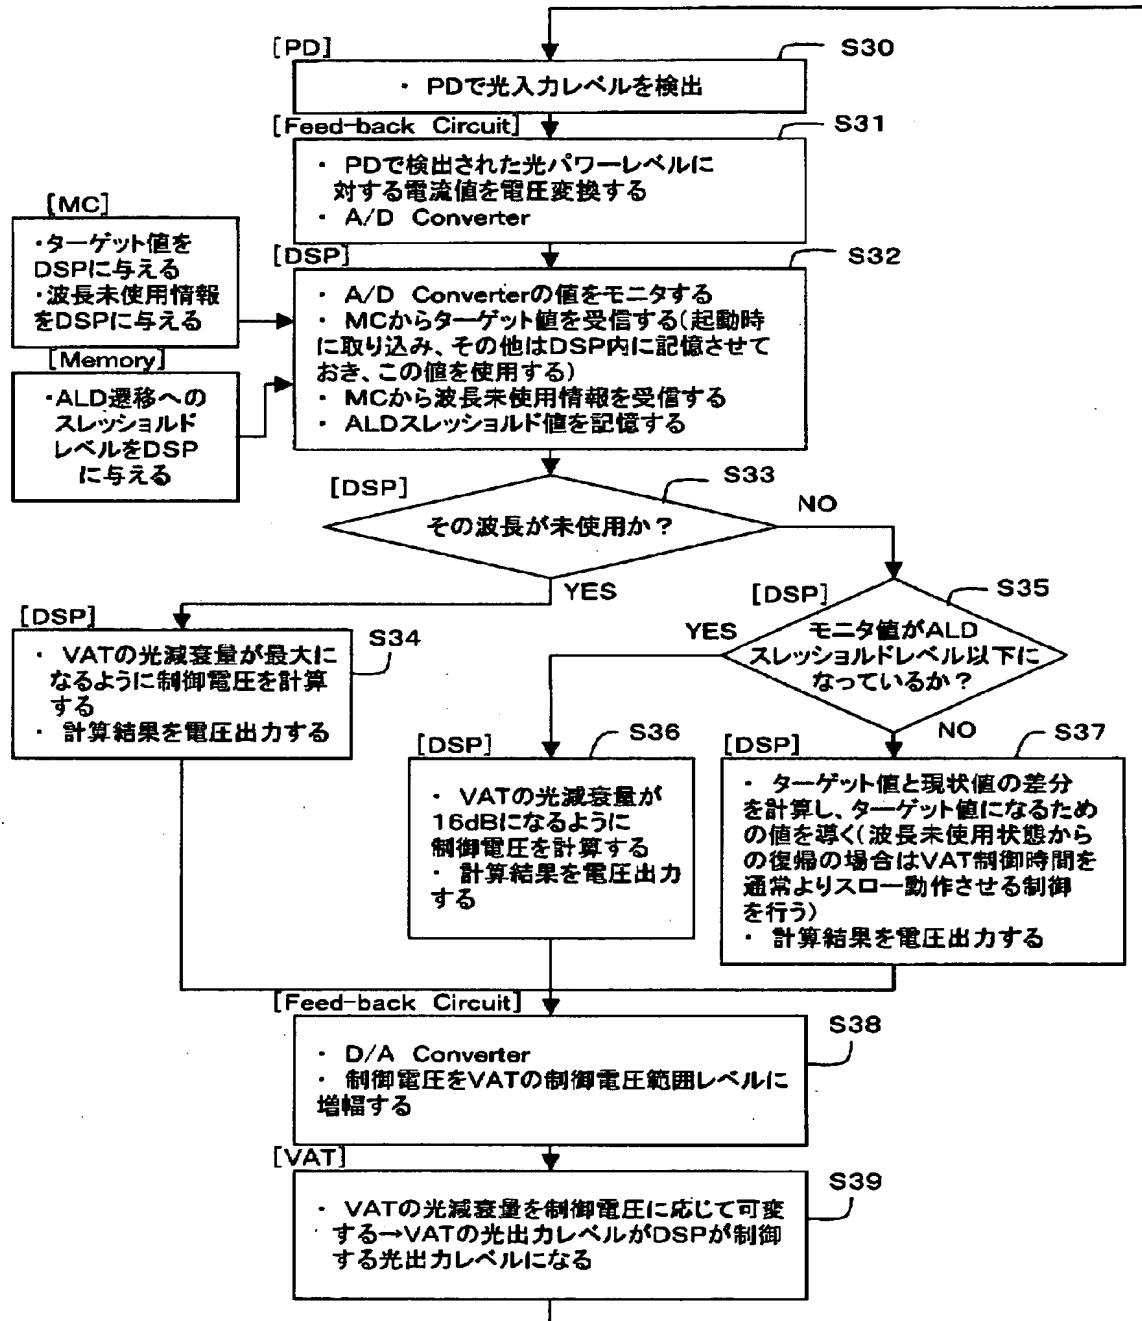 [PD]
S30
・ PDで光入力レベルを検出
[Feed-back Circuit]
S31
・ PDで検出された光パワーレベルに
対する電流値を電圧変換する
・ A/D Converter
[MC]
・ターゲット値を
DSPに与える
・波長未使用情報
をDSPに与える
[Memory]
・ALD遷移への
スレッショルド
レベルをDSP
に与える
[DSP]
S32
・ A/D Converterの値をモニタする
・ MCからターゲット値を受信する(起動時
に取り込み、その他はDSP内に記憶させて
おき、この値を使用する)
・ MCから波長未使用情報を受信する
・ ALDスレッショルド値を記憶する
[DSP]
S33
その波長が未使用か？
NO
YES
[DSP]
S34
・ VATの光減衰量が最大に
なるように制御電圧を計算
する
・ 計算結果を電圧出力する
[DSP]
S35
モニタ値がALD
スレッショルドレベル以下に
なっているか？
YES
NO
[DSP]
S36
・ VATの光減衰量が
16dBになるように
制御電圧を計算する
・ 計算結果を電圧出力
する
[DSP]
S37
・ ターゲット値と現状値の差分
を計算し、ターゲット値になるため
の値を導く(波長未使用状態から
の復帰の場合はVAT制御時間を
通常よりスロー動作させる制御
を行う)
・ 計算結果を電圧出力する
[Feed-back Circuit]
S38
・ D/A Converter
・ 制御電圧をVATの制御電圧範囲レベルに
増幅する
[VAT]
S39
・ VATの光減衰量を制御電圧に応じて可変
する→VATの光出力レベルがDSPが制御
する光出力レベルになる